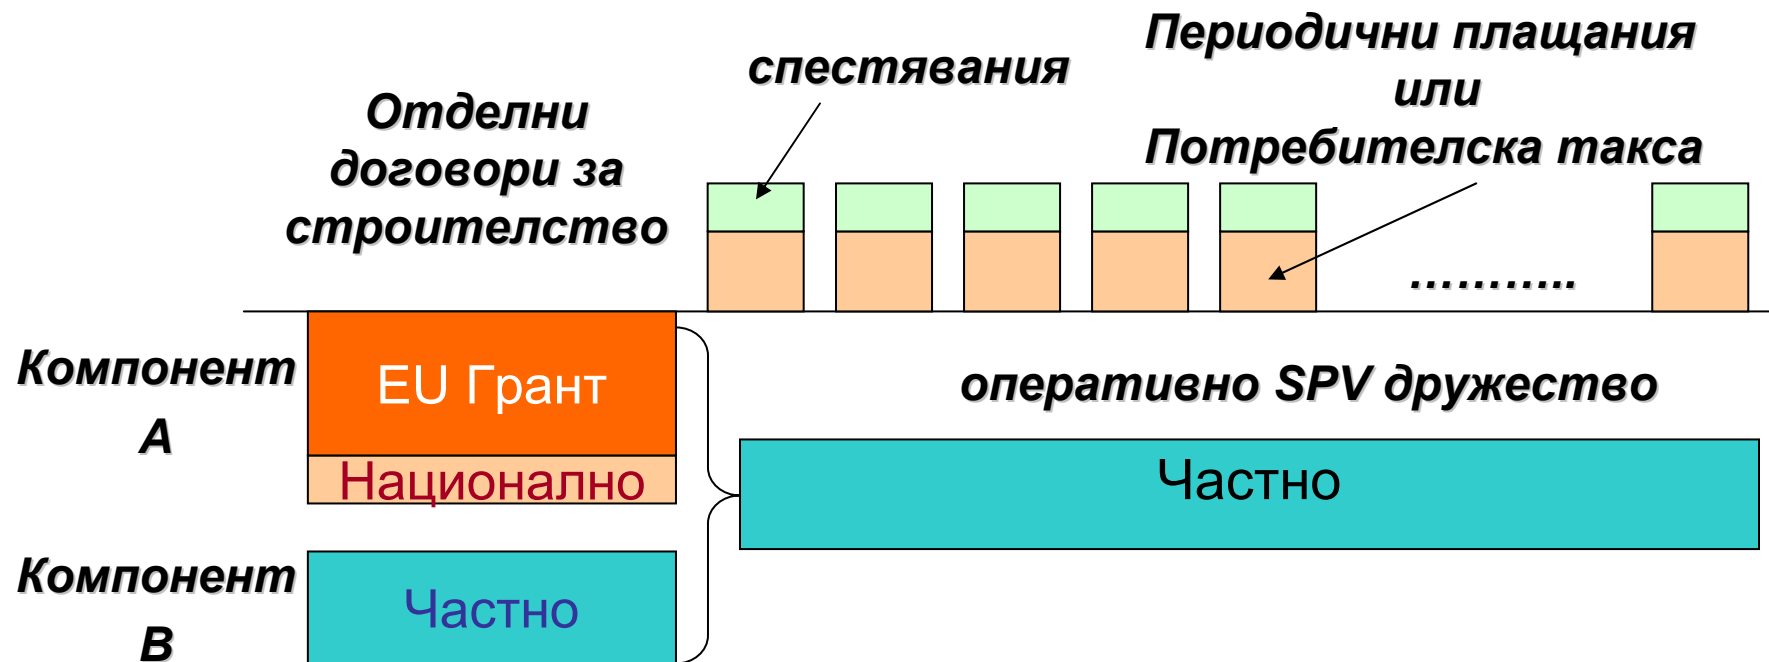 Периодични плащания
или
Потребителска такса
спестявания
Отделни
договори за
строителство
………..
Компонент
А
EU Грант
Национално
оперативно SPV дружество
Частно
Компонент
В
Частно